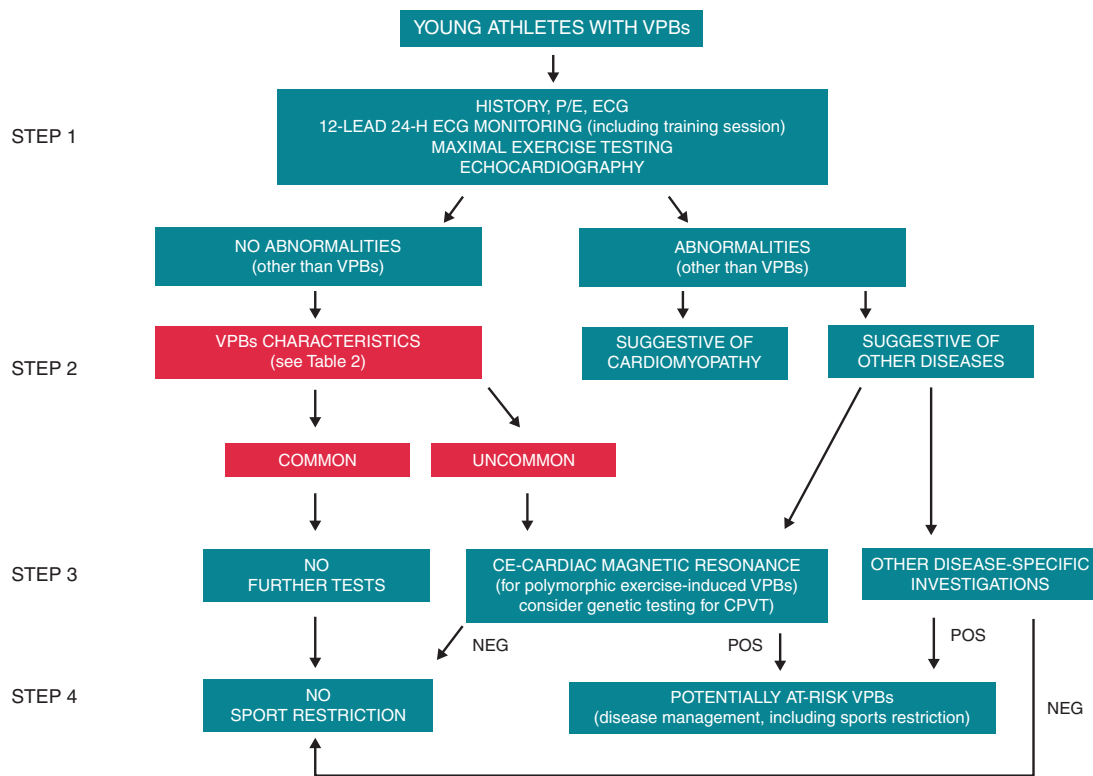 YOUNG ATHLETES WITH VPBs
STEP 1
HISTORY, P/E, ECG
12-LEAD 24-H ECG MONITORING (including training session)
MAXIMAL EXERCISE TESTING
ECHOCARDIOGRAPHY
NO ABNORMALITIES
(other than VPBs)
ABNORMALITIES
(other than VPBs)
STEP 2
VPBs CHARACTERISTICS
(see Table 2)
SUGGESTIVE OF
CARDIOMYOPATHY
SUGGESTIVE OF
OTHER DISEASES
COMMON
UNCOMMON
STEP 3
NO
FURTHER TESTS
CE-CARDIAC MAGNETIC RESONANCE
(for polymorphic exercise-induced VPBs)
consider genetic testing for CPVT)
OTHER DISEASE-SPECIFIC
INVESTIGATIONS
NEG
POS
POS
STEP 4
NO
SPORT RESTRICTION
POTENTIALLY AT-RISK VPBs
(disease management, including sports restriction)
NEG